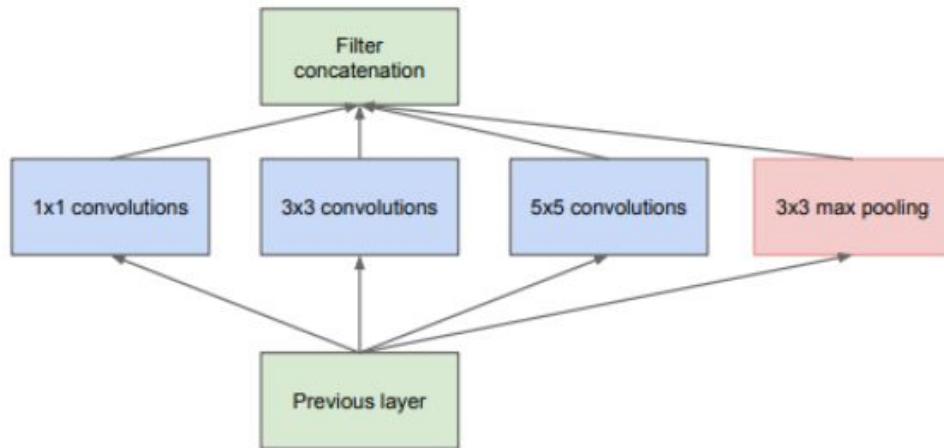 Filter
concatenation
1x1 convolutions
3x3 convolutions
5x5 convolutions
3x3 max pooling
Previous layer